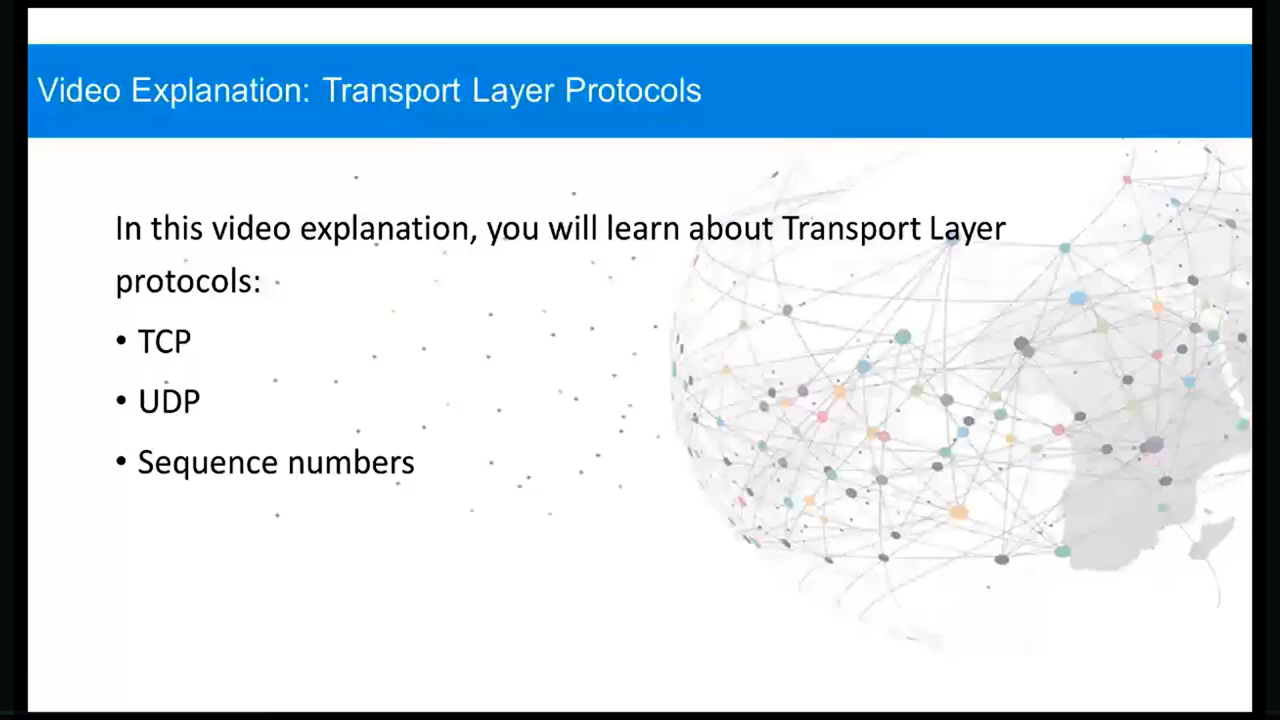 Video Explanation: Transport Layer Protocols
In this video explanation, you will learn about Transport Layer
protocols:
• TCP
• UDP
• Sequence numbers